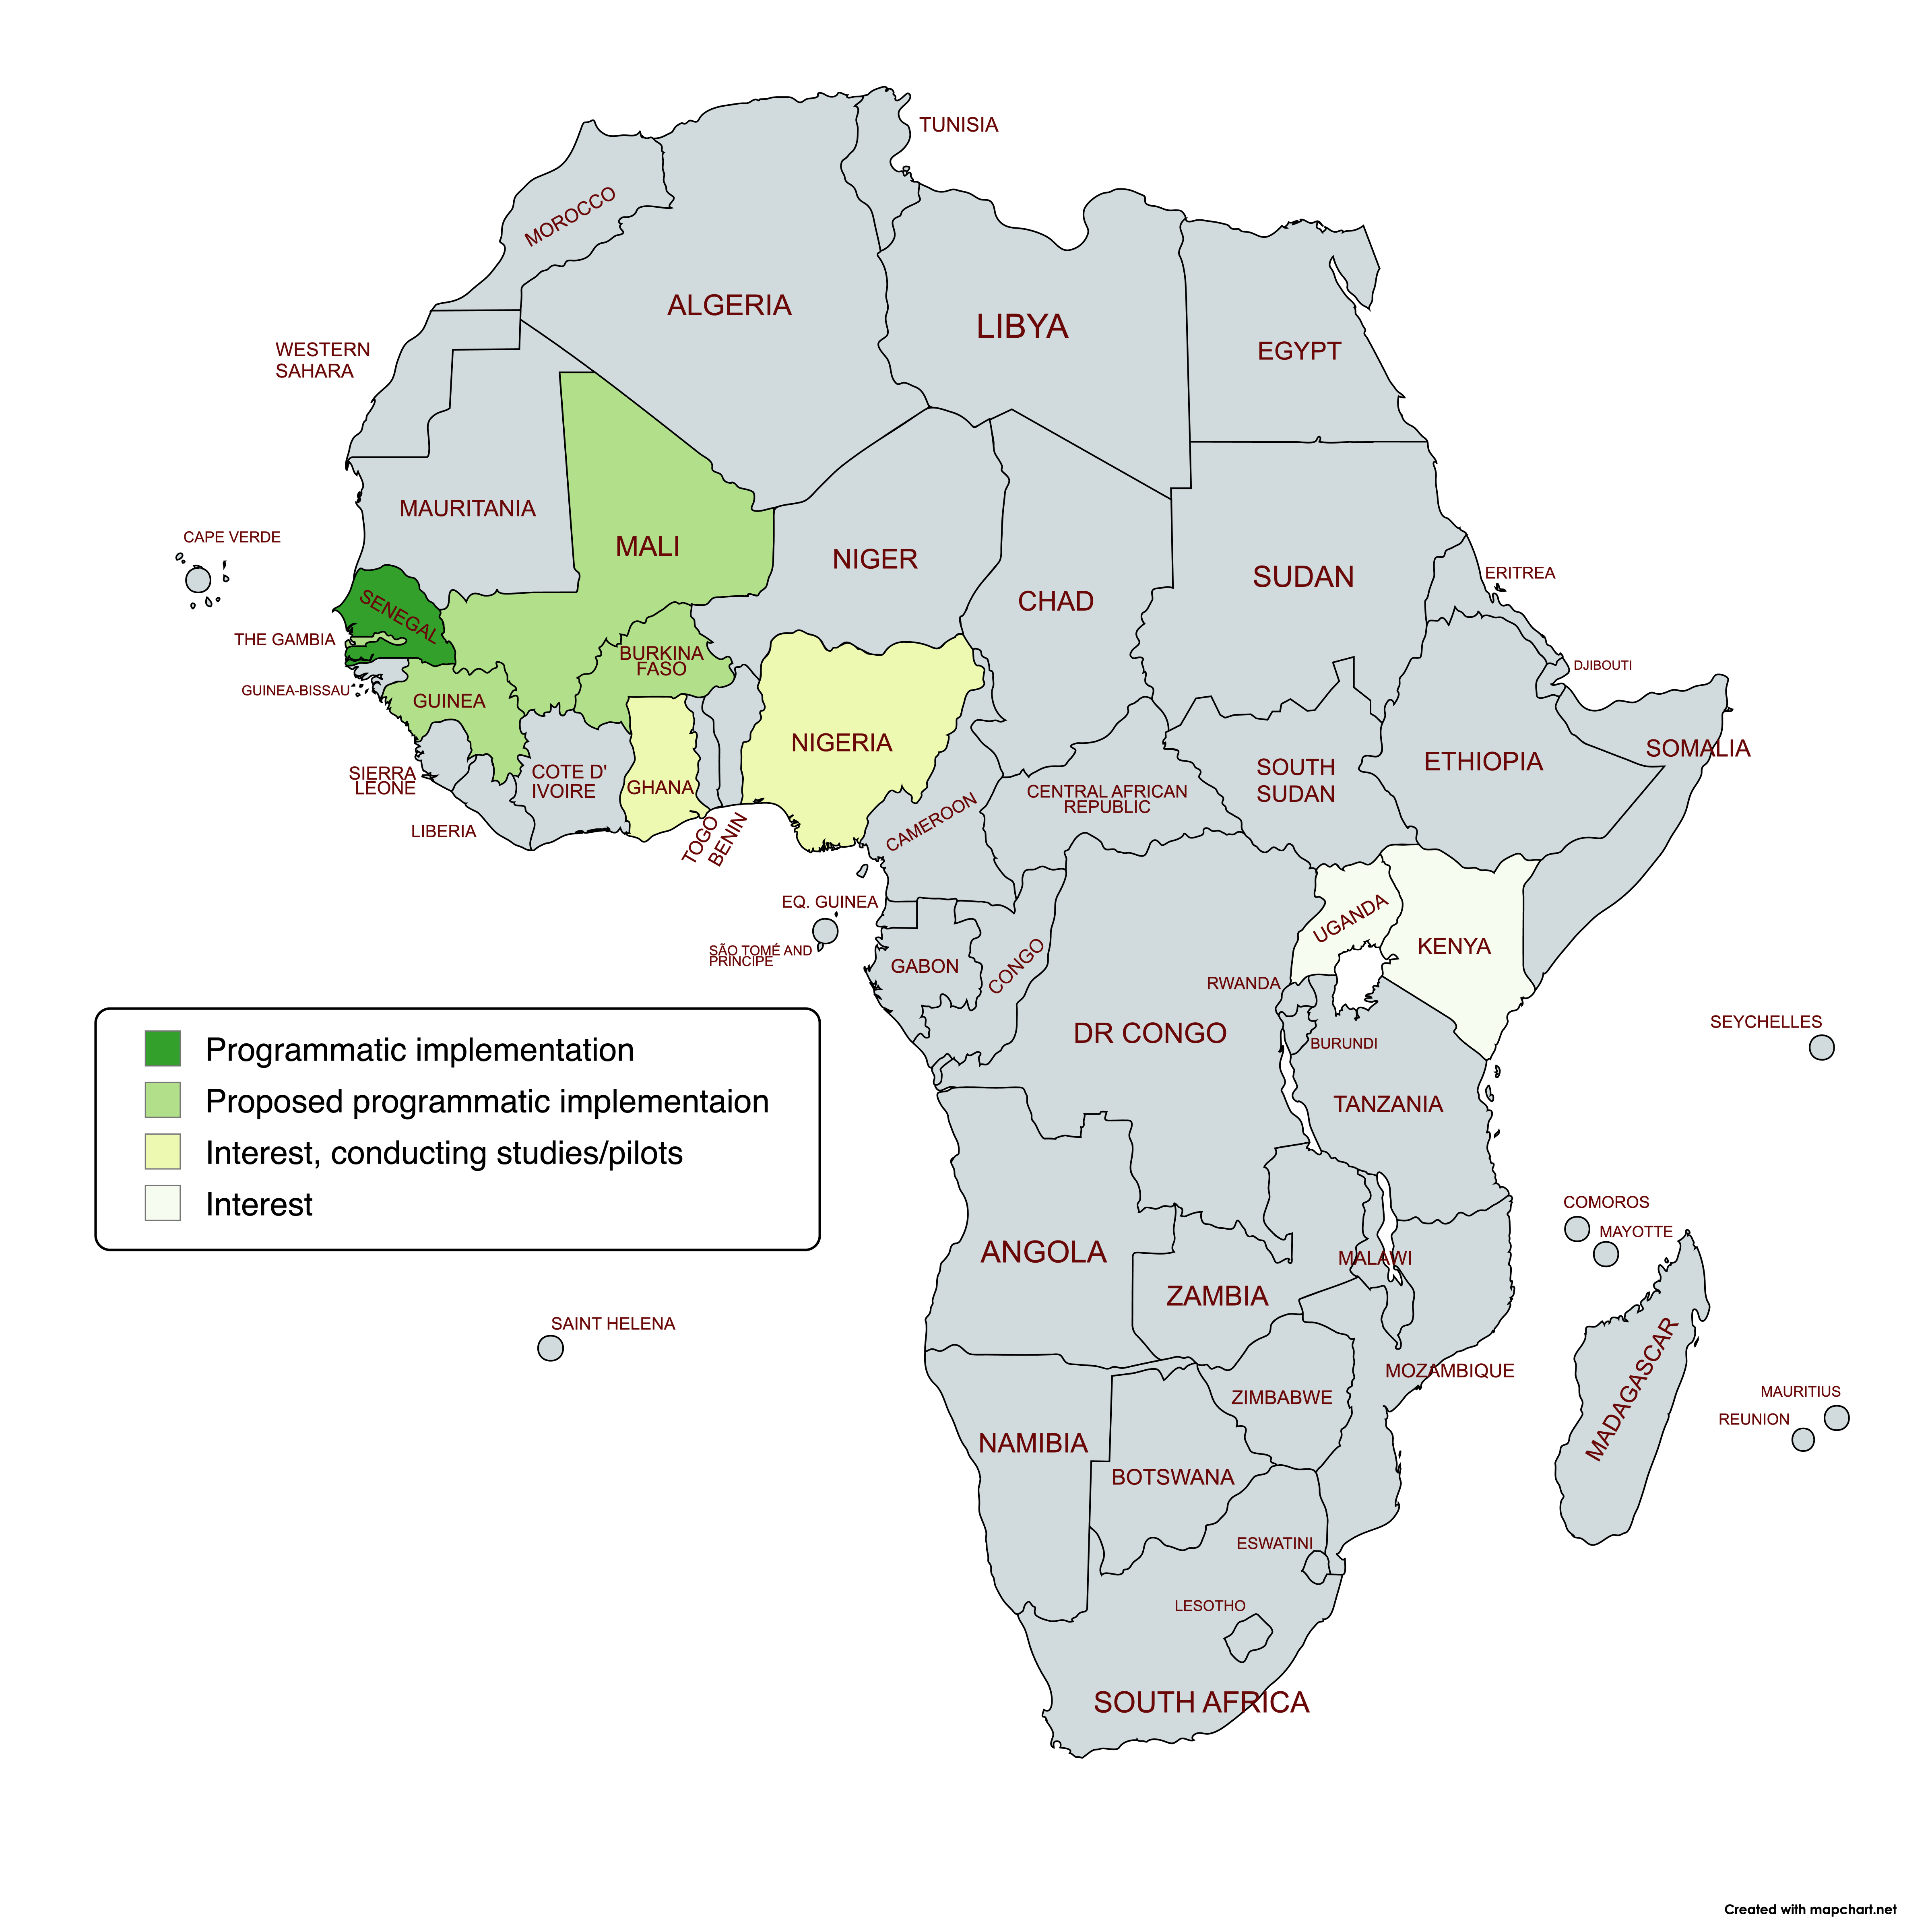 TUNISIA
MOROCCO
ALGERIA
LIBYA
EGYPT
WESTERN
SAHARA
MAURITANIA
CAPE VERDE
MALI
NIGER
CHAD
SUDAN
ERITREA
SENEGAL
THE GAMBIA
BURKINA
FASO
DJIBOUTI
GUINEA-BISSAU
GUINEA
NIGERIA
SOMALIA
ETHIOPIA
SOUTH
SUDAN
SIERRA
LEONE
COTE D'
IVOIRE
GHANA
CENTRAL AFRICAN
REPUBLIC
LIBERIA
TOGO
BENIN
CAMEROON
EQ. GUINEA
UGANDA
KENYA
SÃO TOMÉ AND
PRINCIPE
GABON
CONGO
RWANDA
SEYCHELLES
DR CONGO
BURUNDI
Programmatic implementation
Proposed programmatic implementaion
Interest, conducting studies/pilots
Interest
TANZANIA
COMOROS
MAYOTTE
ANGOLA
MALAWI
ZAMBIA
SAINT HELENA
MOZAMBIQUE
MADAGASCAR
MAURITIUS
REUNION
ZIMBABWE
NAMIBIA
BOTSWANA
ESWATINI
LESOTHO
SOUTH AFRICA
Created with mapchart.net